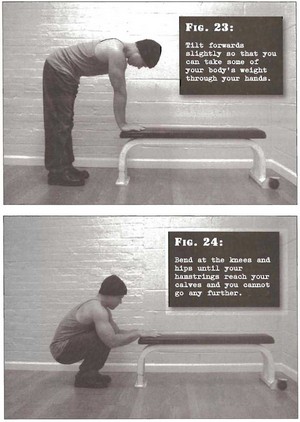 FIG. 23:
Tilt forwards
slightly so that you
can take some of
your body's weight
through your hands.
FIG. 24:
Bend at the knees and
hips until your
hamstrings reach your
calves and you cannot
go any further.